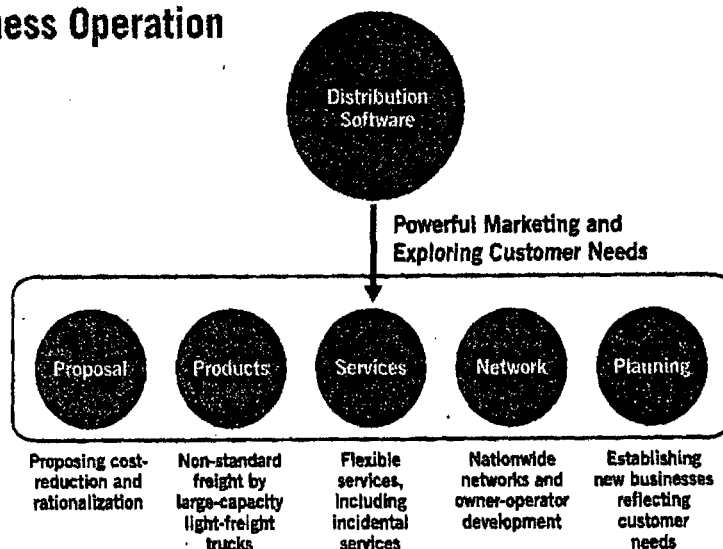 ness Operation
Distribution
Software
Powerful Marketing and
Exploring Customer Needs
Proposal
Products
Services
Network
Planning
Proposing cost-
reduction and
rationalization
Non-standard
freight by
large-capacity
light-freight
trucks
Flexible
services,
including
incidental
services
Nationwide
networks and
owner-operator
development
Establishing
new businesses
reflecting
customer
needs